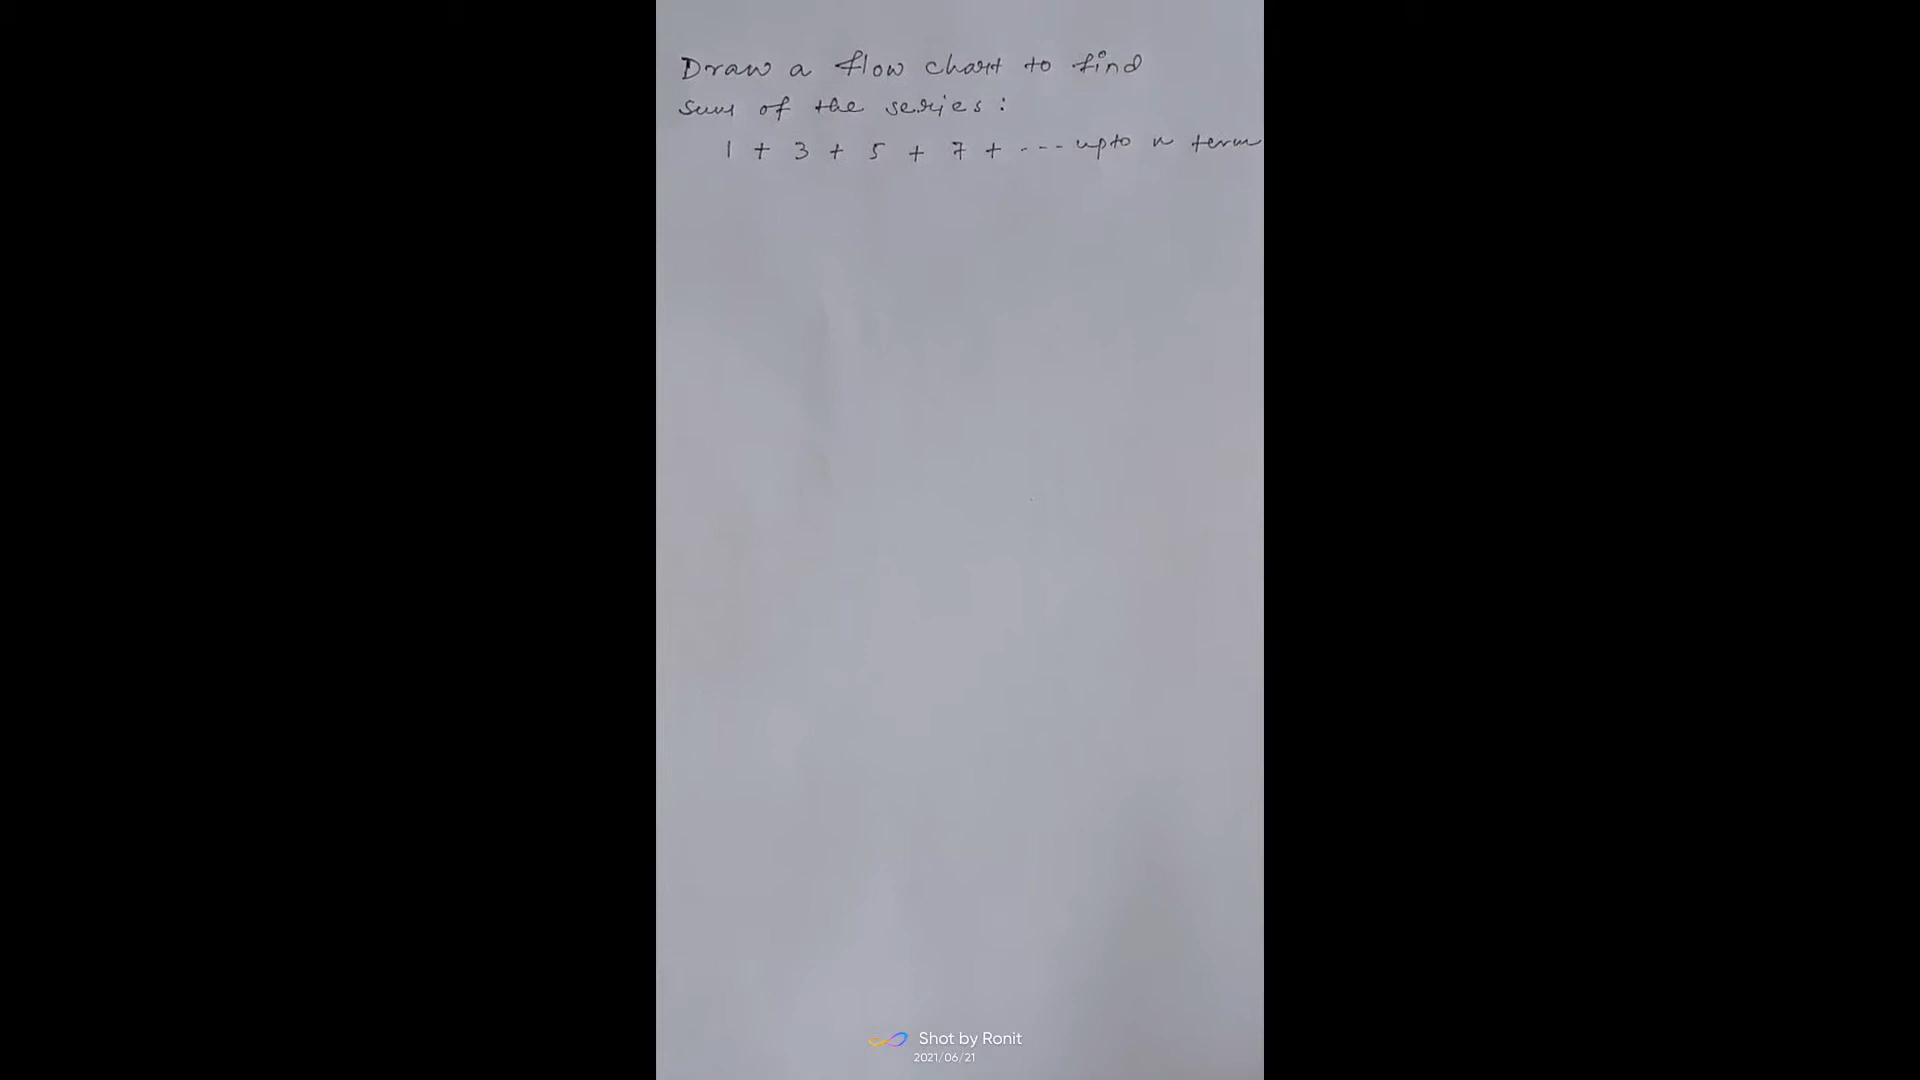 Draw a flow chart to find
sum of the series :
1 + 3 + 5 + 7 + ---- upto n term
Shot by Ronit
2021/06/21